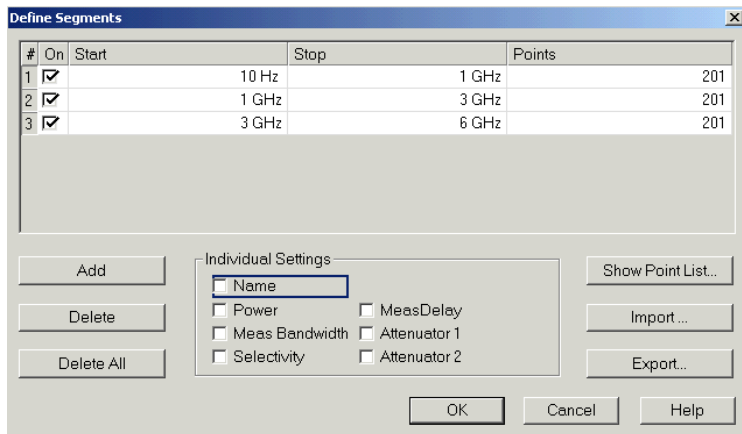 Define Segments
# On Start Stop Points
1 10 Hz 1 GHz 201
2 1 GHz 3 GHz 201
3 3 GHz 6 GHz 201
Add
Delete
Delete All
Individual Settings
Name
Power MeasDelay
Meas Bandwidth Attenuator 1
Selectivity Attenuator 2
Show Point List...
Import ...
Export...
OK Cancel Help